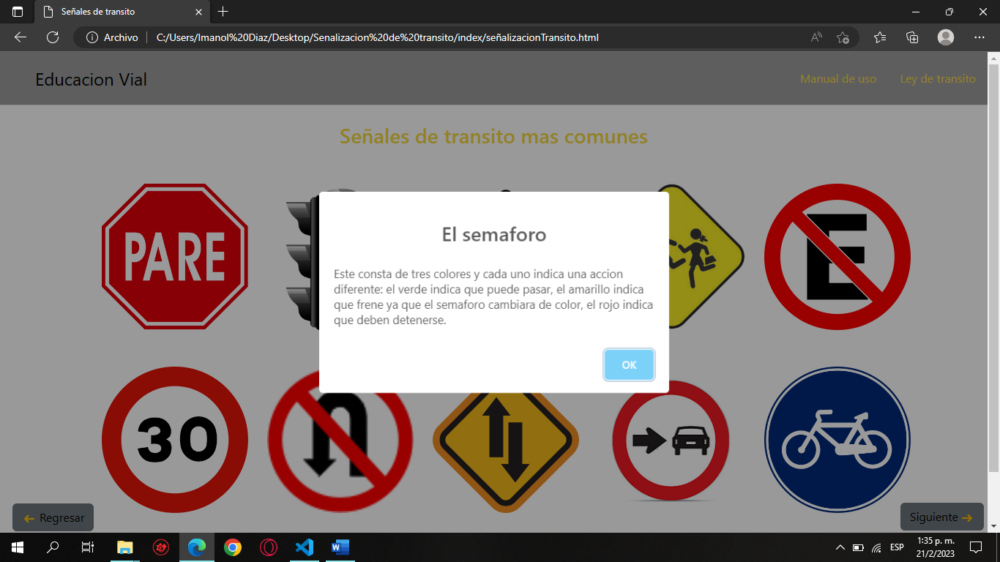 Señales de transito
Archivo
C:/Users/Imanol%20Diaz/Desktop/Senalizacion%20de%20transito/index/señalizacionTransito.html
Educacion Vial
Manual de uso
Ley de transito
Señales de transito mas comunes
PARE
E
El semaforo
Este consta de tres colores y cada uno indica una accion
diferente: el verde indica que puede pasar, el amarillo indica
que frene ya que el semaforo cambiara de color, el rojo indica
que deben detenerse.
OK
30
Regresar
Siguiente
ESP
1:35 p. m.
21/2/2023